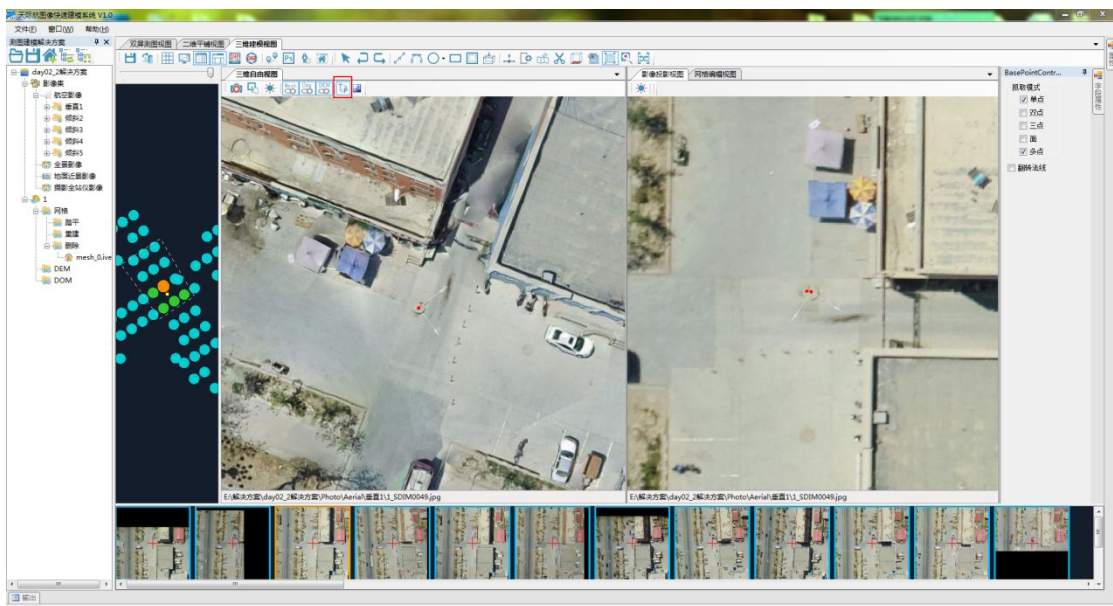 天际航图像快速建模系统 V1.0
文件(F) 窗口(W) 帮助(H)
测图建模解决方案
双屏测图视图 二维平铺视图 三维建模视图
day02_2解决方案
影像集
航空影像
垂直1
倾斜2
倾斜3
倾斜4
倾斜5
全景影像
地面近景影像
摄影全站仪影像
1
网格
踏平
重建
删除
mesh_0.ive
DEM
DOM
三维自由视图
影像投影视图 网格编辑视图
E:\解决方案\day02_2解决方案\Photo\Aerial\垂直1\1_SDIM0049.jpg
E:\解决方案\day02_2解决方案\Photo\Aerial\垂直1\1_SDIM0049.jpg
BasePointContr...
抓取模式
单点
双点
三点
面
多点
翻转法线
字段属性
输出